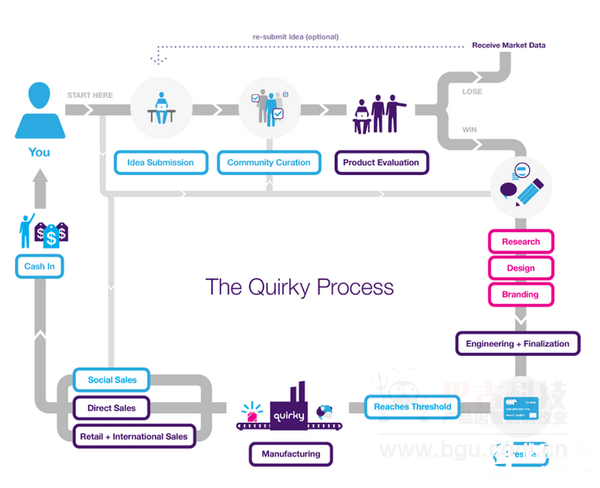 re-submit idea (optional)
Receive Market Data
START HERE
LOSE
WIN
You
Idea Submission
Community Curation
Product Evaluation
Research
Design
Branding
Cash In
The Quirky Process
Engineering + Finalization
Social Sales
Direct Sales
Retail + International Sales
quirky
Reaches Threshold
Manufacturing
www.bgu.com.cn